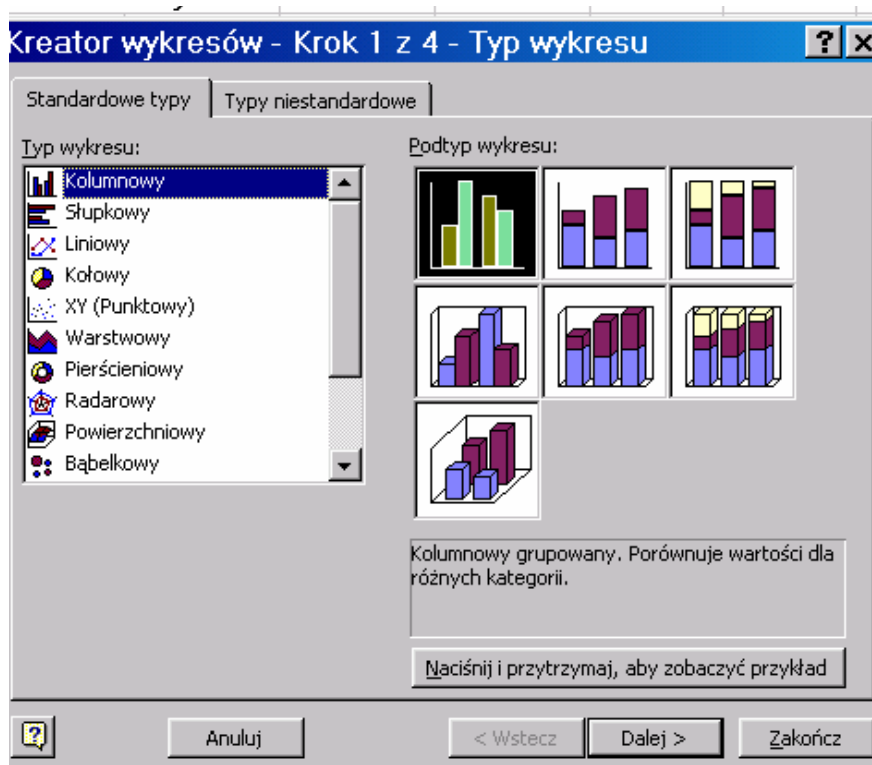 Kreator wykresów - Krok 1 z 4 - Typ wykresu
Standardowe typy Typy niestandardowe
Typ wykresu:
Kolumnowy
Słupkowy
Liniowy
Kołowy
XY (Punktowy)
Warstwowy
Pierścieniowy
Radarowy
Powierzchniowy
Bąbelkowy
Podtyp wykresu:
Kolumnowy grupowany. Porównuje wartości dla
różnych kategorii.
Naciśnij i przytrzymaj, aby zobaczyć przykład
Anuluj < Wstecz Dalej > Zakończ